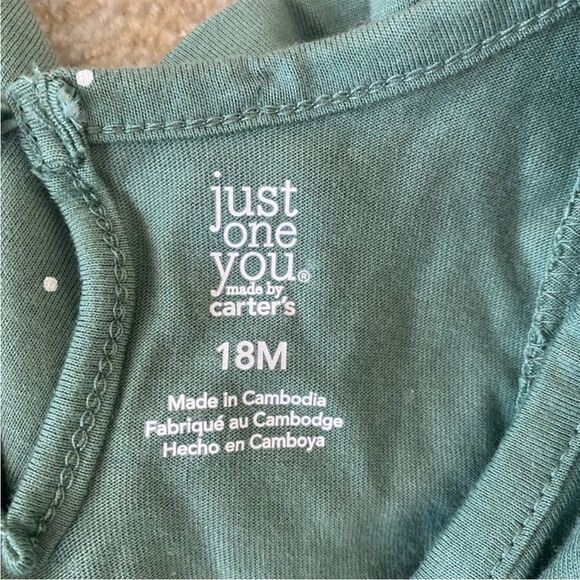 just
one
you®
made by
carter's
18M
Made in Cambodia
Fabriqué au Cambodge
Hecho en Camboya